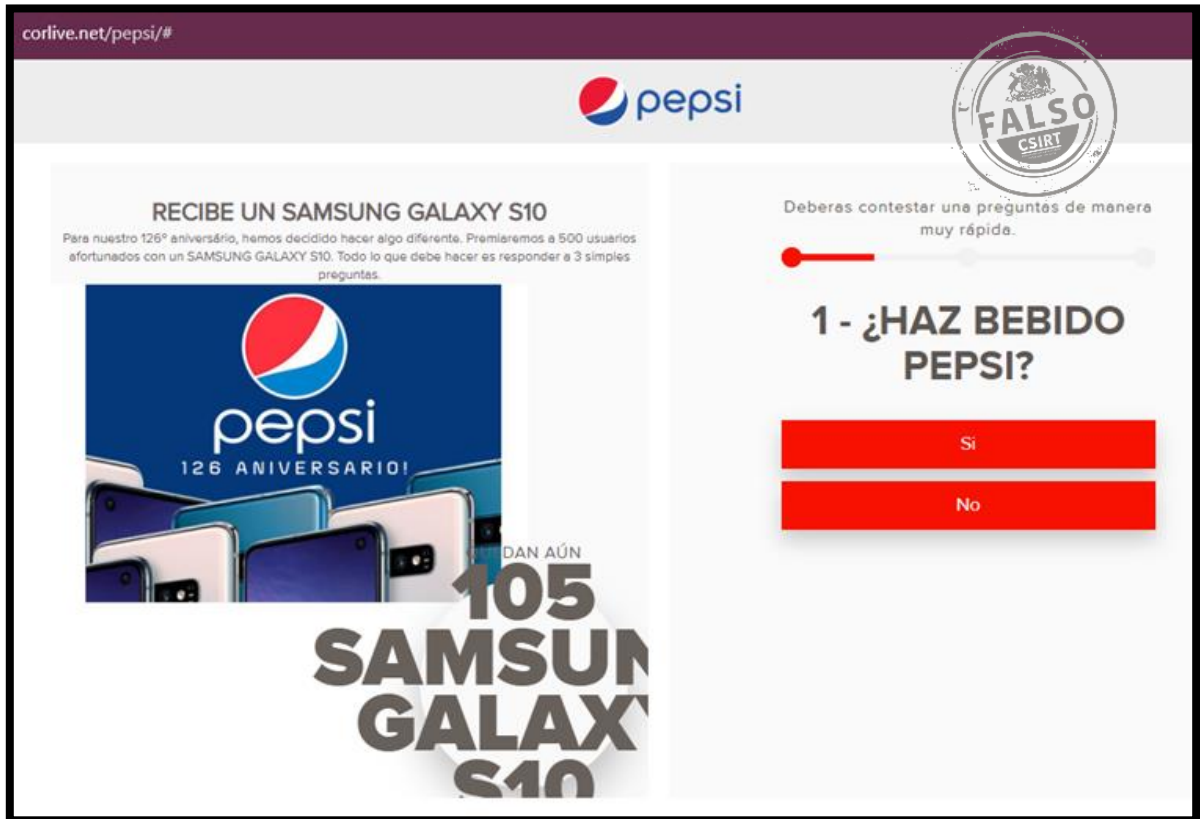 corlive.net/pepsi/#
pepsi
FALSO
CSIRT
RECIBE UN SAMSUNG GALAXY S10
Para nuestro 126º aniversário, hemos decidido hacer algo diferente. Premiaremos a 500 usuarios
afortunados con un SAMSUNG GALAXY S10. Todo lo que debe hacer es responder a 3 simples
preguntas.
pepsi
126 ANIVERSARIO!
QUEDAN AÚN
105
SAMSUN
GALAXY
S10
Deberas contestar una preguntas de manera
muy rápida.
1 - ¿HAZ BEBIDO
PEPSI?
Si
No